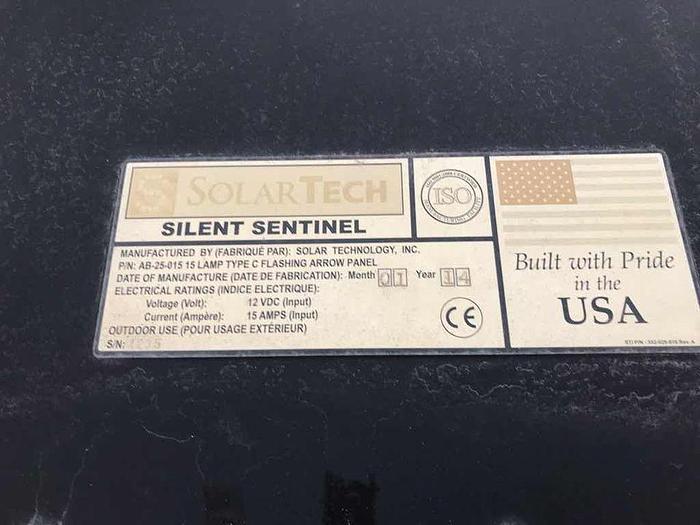 SOLARTECH
SILENT SENTINEL
MANUFACTURED BY (FABRIQUÉ PAR): SOLAR TECHNOLOGY, INC.
P/N: AB-25-015 15 LAMP TYPE C FLASHING ARROW PANEL
DATE OF MANUFACTURE (DATE DE FABRICATION): Month 01 Year 14
ELECTRICAL RATINGS (INDICE ELECTRIQUE):
Voltage (Volt): 12 VDC (Input)
Current (Ampère): 15 AMPS (Input)
OUTDOOR USE (POUR USAGE EXTÉRIEUR)
S/N:
ISO
CE
Built with Pride
in the
USA